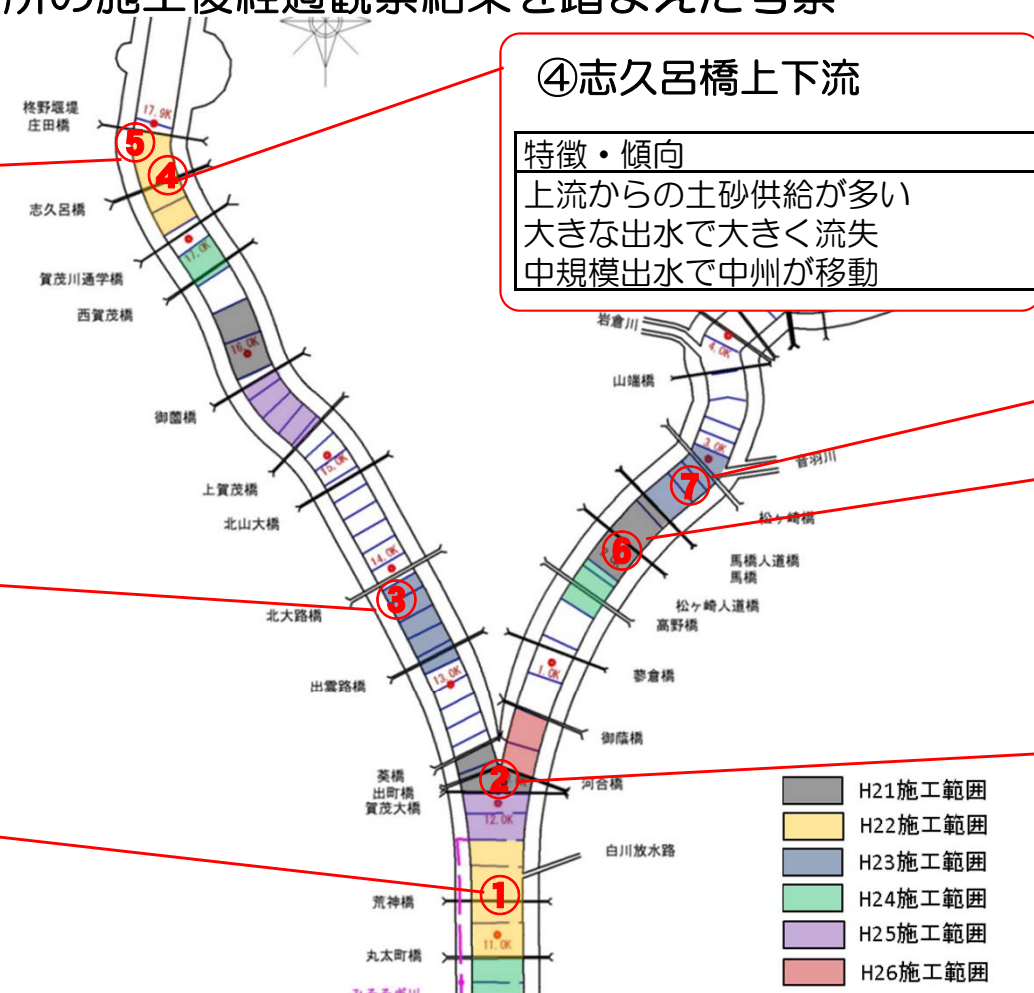 所の施工後経過観察結果を踏まえた考察
④志久呂橋上下流
特徴・傾向
上流からの土砂供給が多い
大きな出水で大きく流失
中規模出水で中州が移動
柊野堰堤
庄田橋
17.9K
⑤
④
志久呂橋
17.0K
賀茂川通学橋
西賀茂橋
16.0K
御薗橋
15.0K
上賀茂橋
北山大橋
14.0K
③
北大路橋
出雲路橋
13.0K
葵橋
出町橋
賀茂大橋
②
12.0K
河合橋
白川放水路
①
荒神橋
11.0K
丸太町橋
岩倉川
4.0K
山端橋
3.0K
音羽川
⑦
松ヶ崎橋
⑥
馬橋人道橋
馬橋
松ヶ崎人道橋
高野橋
1.0K
蓼倉橋
御蔭橋
H21施工範囲
H22施工範囲
H23施工範囲
H24施工範囲
H25施工範囲
H26施工範囲